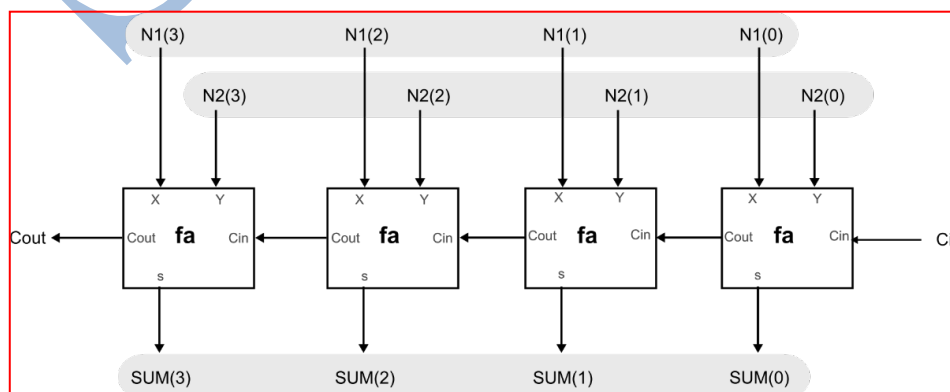 N1(3) N1(2) N1(1) N1(0)
N2(3) N2(2) N2(1) N2(0)
X Y X Y X Y X Y
Cout Cout fa Cin Cout fa Cin Cout fa Cin Cout fa Cin
s s s s
SUM(3) SUM(2) SUM(1) SUM(0)